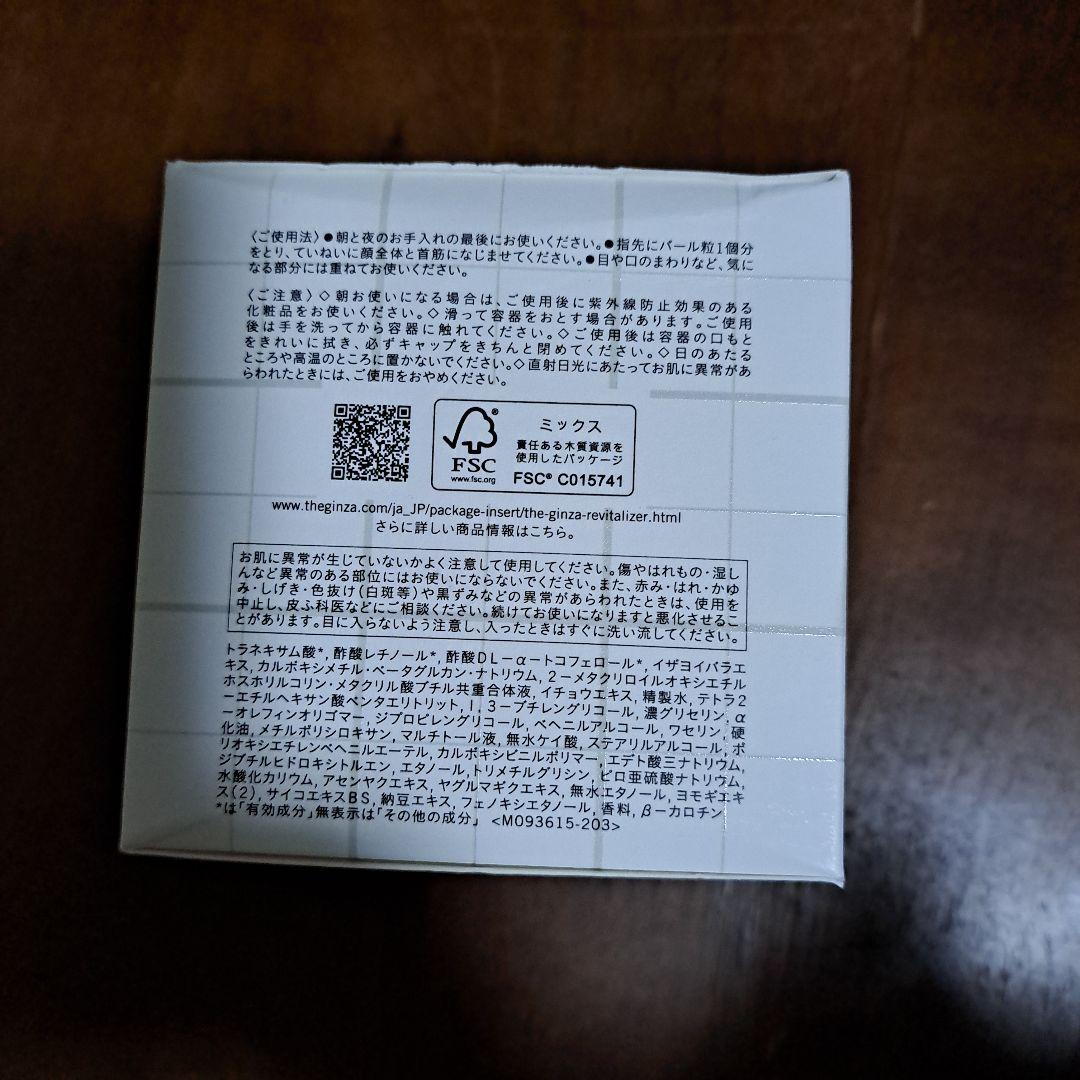 〈ご使用法〉●朝と夜のお手入れの最後にお使いください。●指先にパール粒1個分
をとり、ていねいに顔全体と首筋になじませてください。●目や口のまわりなど、気に
なる部分には重ねてお使いください。
〈ご注意〉◇朝お使いになる場合は、ご使用後に紫外線防止効果のある
化粧品をお使いください。◇滑って容器をおとす場合があります。ご使用
後は手を洗ってから容器に触れてください。◇ご使用後は容器の口もと
をきれいに拭き、必ずキャップをきちんと閉めてください。◇日のあたる
ところや高温のところに置かないでください。◇直射日光にあたってお肌に異常があ
らわれたときには、ご使用をおやめください。
FSC®
www.fsc.org
ミックス
責任ある木質資源を
使用したパッケージ
FSC® C015741
www.theginza.com/ja_JP/package-insert/the-ginza-revitalizer.html
さらに詳しい商品情報はこちら。
お肌に異常が生じていないかよく注意して使用してください。傷やはれもの・湿し
んなど異常のある部位にはお使いにならないでください。また、赤み・はれ・かゆ
み・しげき・色抜け(白斑等)や黒ずみなどの異常があらわれたときは、使用を
中止し、皮ふ科医などにご相談ください。続けてお使いになりますと悪化させるこ
とがあります。目に入らないよう注意し、入ったときはすぐに洗い流してください。
トラネキサム酸*, 酢酸レチノール*, 酢酸DL－α－トコフェロール*, イザヨイバラエ
キス, カルボキシメチル・ベータグルカン・ナトリウム, 2－メタクリロイルオキシエチル
ホスホリルコリン・メタクリル酸ブチル共重合体液, イチョウエキス, 精製水, テトラ2
－エチルヘキサン酸ペンタエリトリット, 1,3－ブチレングリコール, 濃グリセリン, α
－オレフィンオリゴマー, ジプロピレングリコール, ベヘニルアルコール, ワセリン, 硬
化油, メチルポリシロキサン, マルチトール液, 無水ケイ酸, ステアリルアルコール, ポ
リオキシエチレンベヘニルエーテル, カルボキシビニルポリマー, エデト酸三ナトリウム,
ジブチルヒドロキシトルエン, エタノール, トリメチルグリシン, ピロ亜硫酸ナトリウム,
水酸化カリウム, アセンヤクエキス, ヤグルマギクエキス, 無水エタノール, ヨモギエキ
ス(2), サイコエキスBS, 納豆エキス, フェノキシエタノール, 香料, β－カロチン
*は「有効成分」無表示は「その他の成分」 <M093615-203>